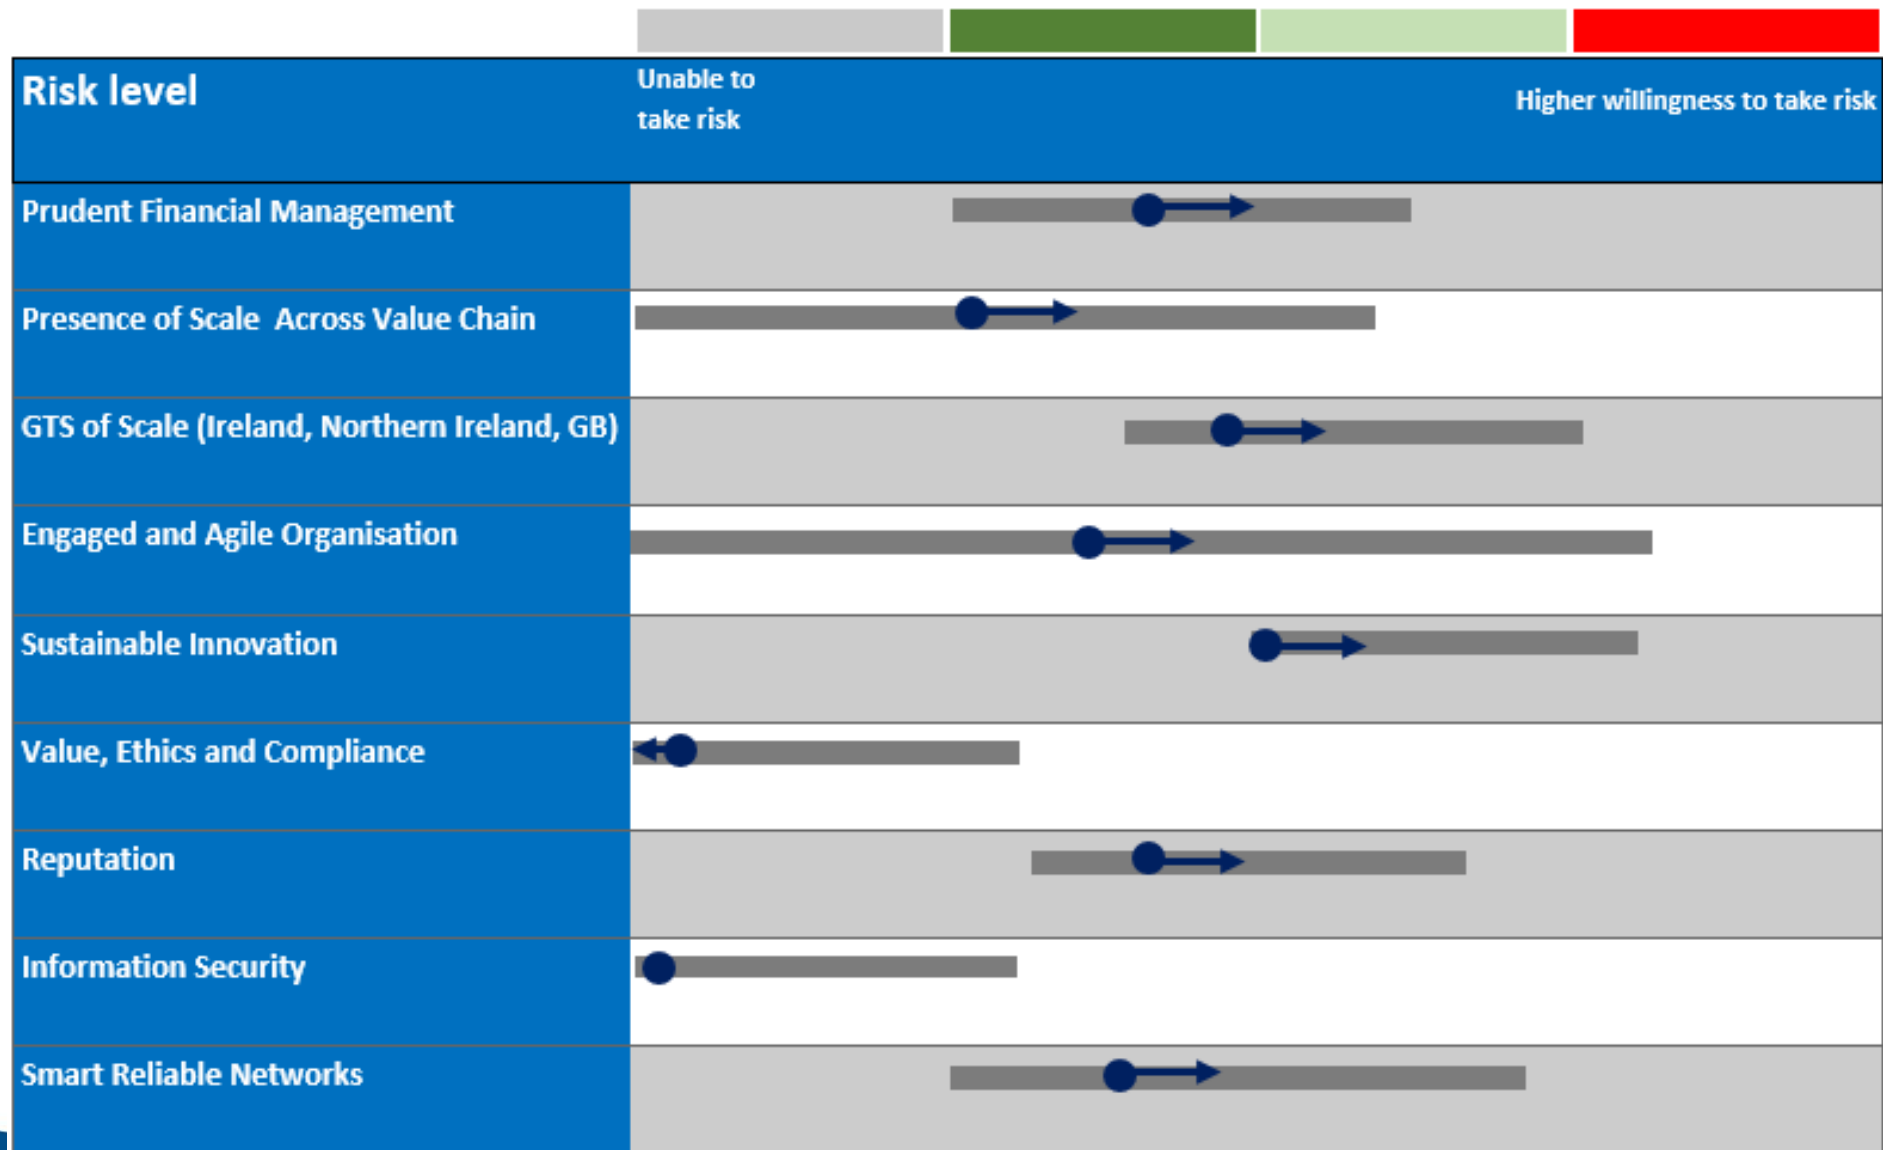 Risk level
Unable to
take risk
Higher willingness to take risk
Prudent Financial Management
Presence of Scale  Across Value Chain
GTS of Scale (Ireland, Northern Ireland, GB)
Engaged and Agile Organisation
Sustainable Innovation
Value, Ethics and Compliance
Reputation
Information Security
Smart Reliable Networks